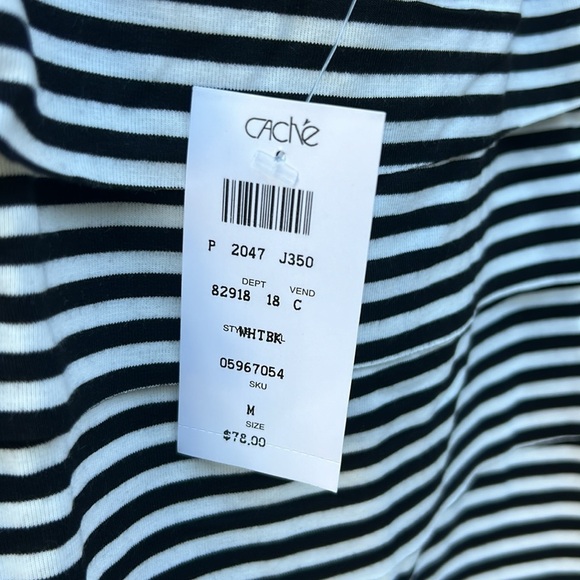 CACHÉ
P 2047 J350
DEPT VEND
82918 18 C
WHTBK
05967054
SKU
M
SIZE
$78.00